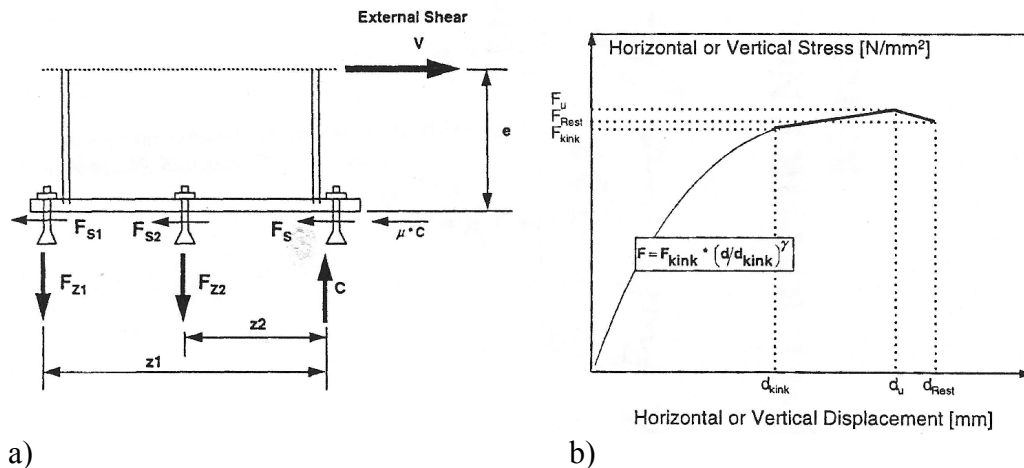 External Shear
V
e
F_S1
F_S2
F_S
μ*C
F_Z1
F_Z2
C
z2
z1
a)
Horizontal or Vertical Stress [N/mm²]
F_u
F_Rest
F_kink
F = F_kink * (d/d_kink)^γ
d_kink
d_u
d_Rest
Horizontal or Vertical Displacement [mm]
b)